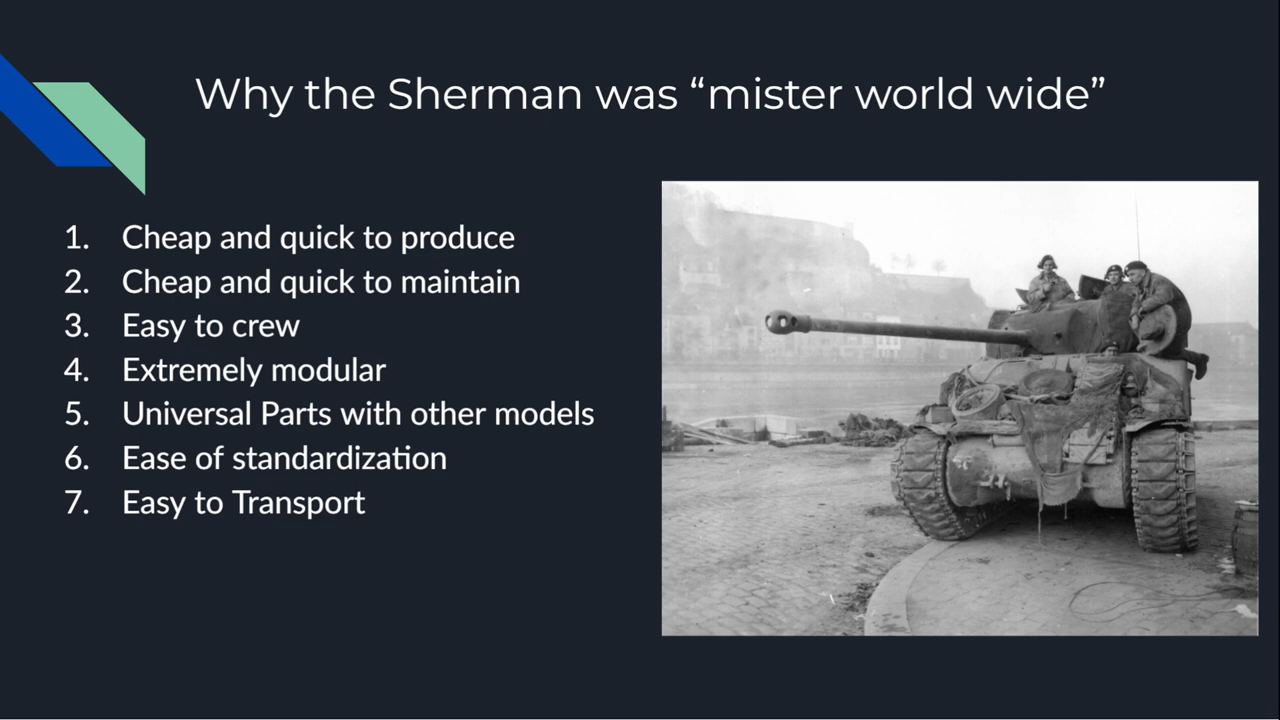 Why the Sherman was “mister world wide”
1. Cheap and quick to produce
2. Cheap and quick to maintain
3. Easy to crew
4. Extremely modular
5. Universal Parts with other models
6. Ease of standardization
7. Easy to Transport